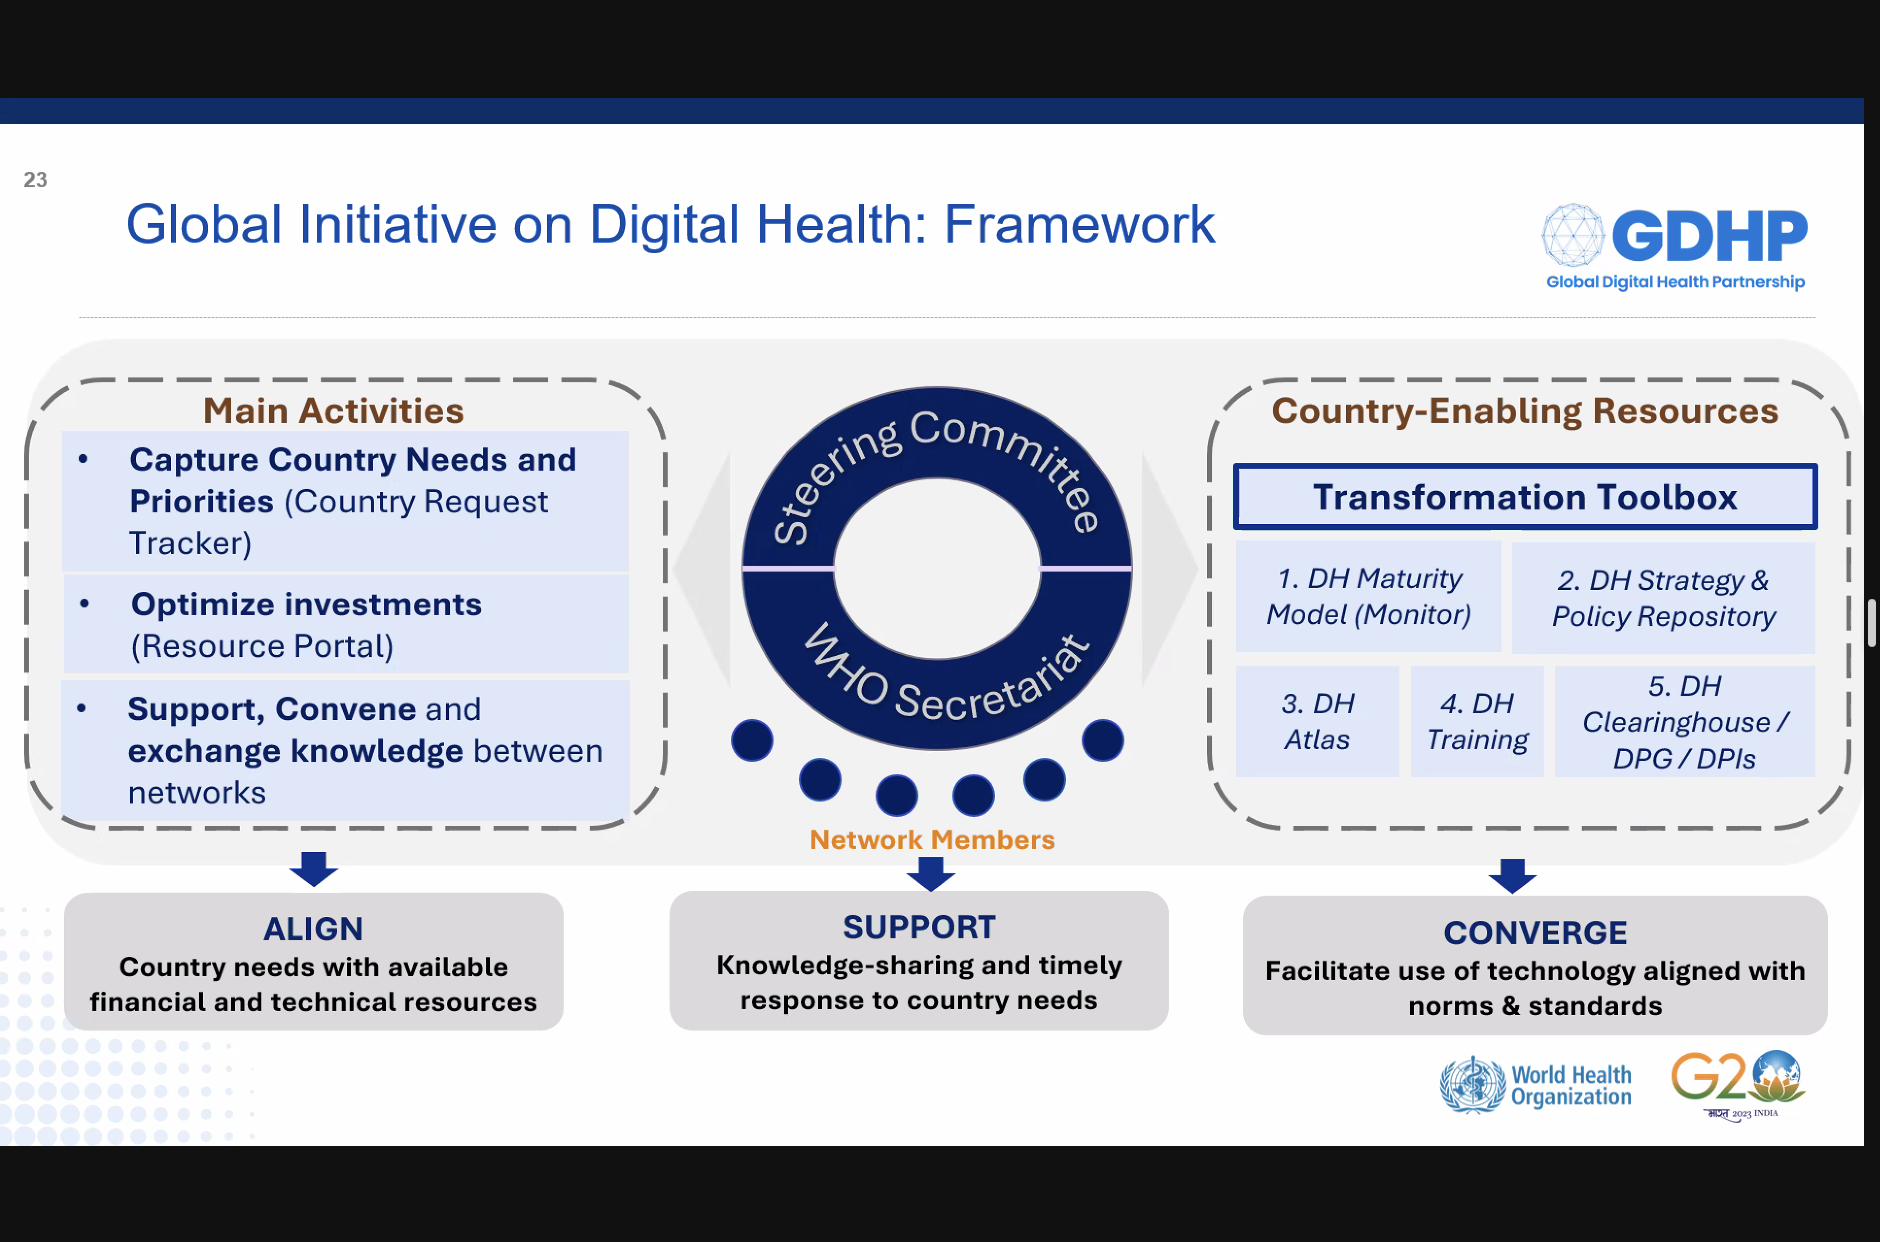 23
Global Initiative on Digital Health: Framework
GDHP
Global Digital Health Partnership
Main Activities
• Capture Country Needs and
Priorities (Country Request
Tracker)
• Optimize investments
(Resource Portal)
• Support, Convene and
exchange knowledge between
networks
Steering Committee
WHO Secretariat
Network Members
Country-Enabling Resources
Transformation Toolbox
1. DH Maturity
Model (Monitor)
2. DH Strategy &
Policy Repository
3. DH
Atlas
4. DH
Training
5. DH
Clearinghouse /
DPG / DPIs
ALIGN
Country needs with available
financial and technical resources
SUPPORT
Knowledge-sharing and timely
response to country needs
CONVERGE
Facilitate use of technology aligned with
norms & standards
World Health
Organization
G20
भारत 2023 INDIA